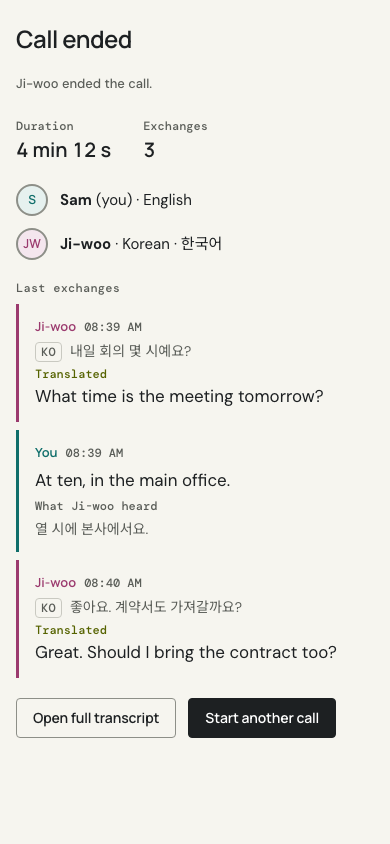 Call ended
Ji-woo ended the call.
Duration Exchanges
4 min 12 s 3
S Sam (you) · English
JW Ji-woo · Korean · 한국어
Last exchanges
Ji-woo 08:39 AM
KO 내일 회의 몇 시예요?
Translated
What time is the meeting tomorrow?
You 08:39 AM
At ten, in the main office.
What Ji-woo heard
열 시에 본사에서요.
Ji-woo 08:40 AM
KO 좋아요. 계약서도 가져갈까요?
Translated
Great. Should I bring the contract too?
Open full transcript Start another call